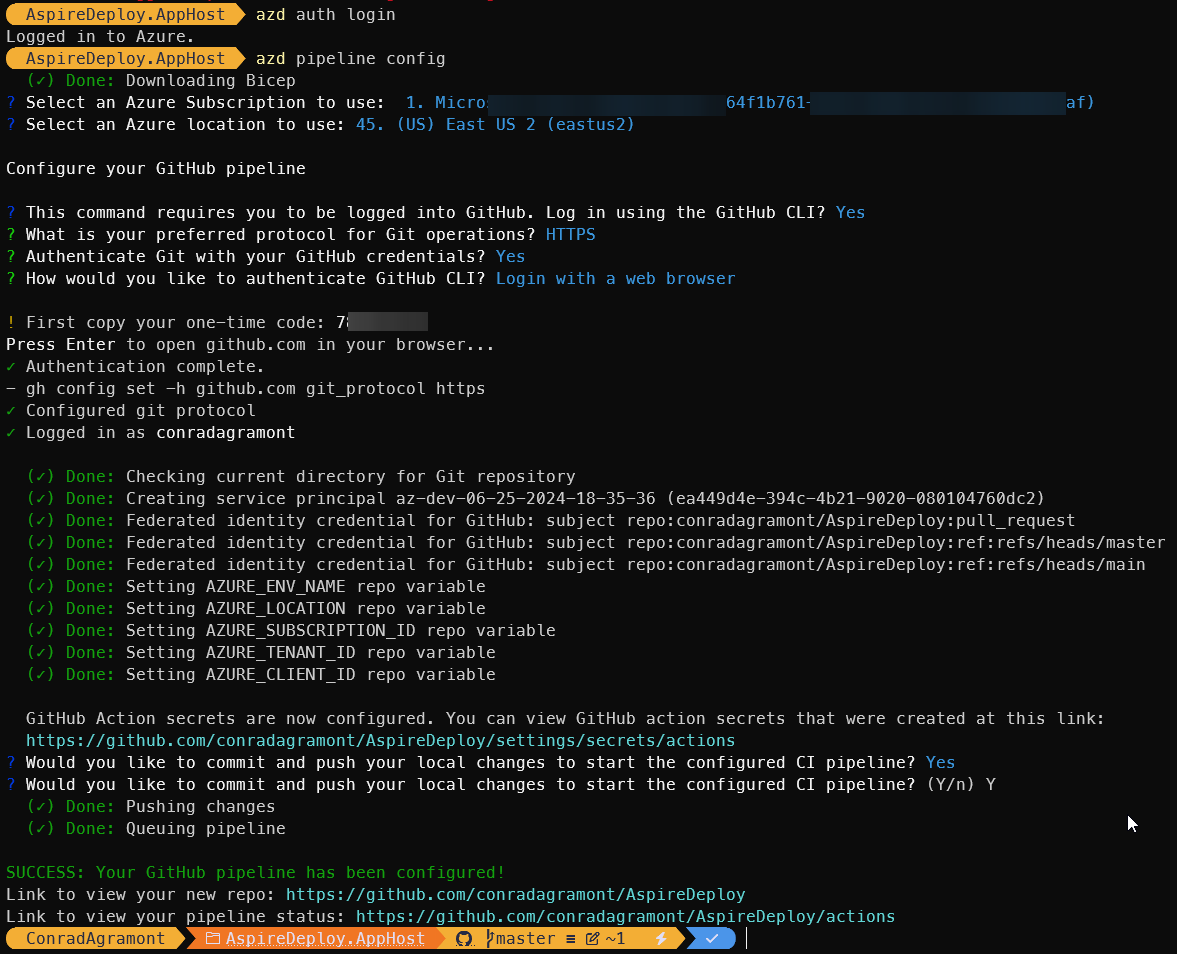 AspireDeploy.AppHost azd auth login
Logged in to Azure.
AspireDeploy.AppHost azd pipeline config
(✓) Done: Downloading Bicep
? Select an Azure Subscription to use: 1. Micros 64f1b761- af)
? Select an Azure location to use: 45. (US) East US 2 (eastus2)
Configure your GitHub pipeline
? This command requires you to be logged into GitHub. Log in using the GitHub CLI? Yes
? What is your preferred protocol for Git operations? HTTPS
? Authenticate Git with your GitHub credentials? Yes
? How would you like to authenticate GitHub CLI? Login with a web browser
! First copy your one-time code: 78
Press Enter to open github.com in your browser...
✓ Authentication complete.
- gh config set -h github.com git_protocol https
✓ Configured git protocol
✓ Logged in as conradagramont
(✓) Done: Checking current directory for Git repository
(✓) Done: Creating service principal az-dev-06-25-2024-18-35-36 (ea449d4e-394c-4b21-9020-080104760dc2)
(✓) Done: Federated identity credential for GitHub: subject repo:conradagramont/AspireDeploy:pull_request
(✓) Done: Federated identity credential for GitHub: subject repo:conradagramont/AspireDeploy:ref:refs/heads/master
(✓) Done: Federated identity credential for GitHub: subject repo:conradagramont/AspireDeploy:ref:refs/heads/main
(✓) Done: Setting AZURE_ENV_NAME repo variable
(✓) Done: Setting AZURE_LOCATION repo variable
(✓) Done: Setting AZURE_SUBSCRIPTION_ID repo variable
(✓) Done: Setting AZURE_TENANT_ID repo variable
(✓) Done: Setting AZURE_CLIENT_ID repo variable
GitHub Action secrets are now configured. You can view GitHub action secrets that were created at this link:
https://github.com/conradagramont/AspireDeploy/settings/secrets/actions
? Would you like to commit and push your local changes to start the configured CI pipeline? Yes
? Would you like to commit and push your local changes to start the configured CI pipeline? (Y/n) Y
(✓) Done: Pushing changes
(✓) Done: Queuing pipeline
SUCCESS: Your GitHub pipeline has been configured!
Link to view your new repo: https://github.com/conradagramont/AspireDeploy
Link to view your pipeline status: https://github.com/conradagramont/AspireDeploy/actions
ConradAgramont AspireDeploy.AppHost master ≡ ~1 ✓